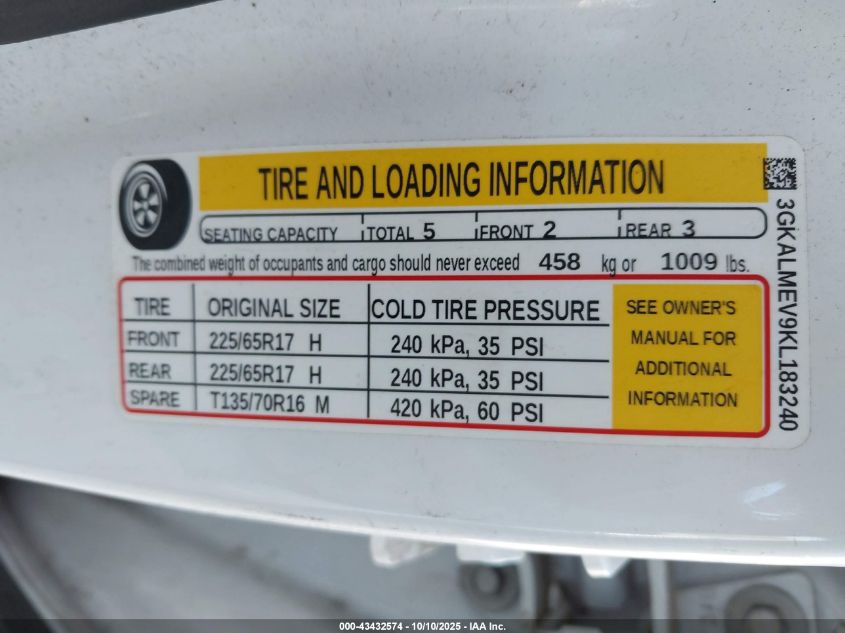 TIRE AND LOADING INFORMATION
SEATING CAPACITY TOTAL 5 FRONT 2 REAR 3
The combined weight of occupants and cargo should never exceed 458 kg or 1009 lbs.
TIRE ORIGINAL SIZE COLD TIRE PRESSURE
FRONT 225/65R17 H 240 kPa, 35 PSI
REAR 225/65R17 H 240 kPa, 35 PSI
SPARE T135/70R16 M 420 kPa, 60 PSI
SEE OWNER'S
MANUAL FOR
ADDITIONAL
INFORMATION
3GKALMEV9KL183240
000-43432574 - 10/10/2025 - IAA Inc.